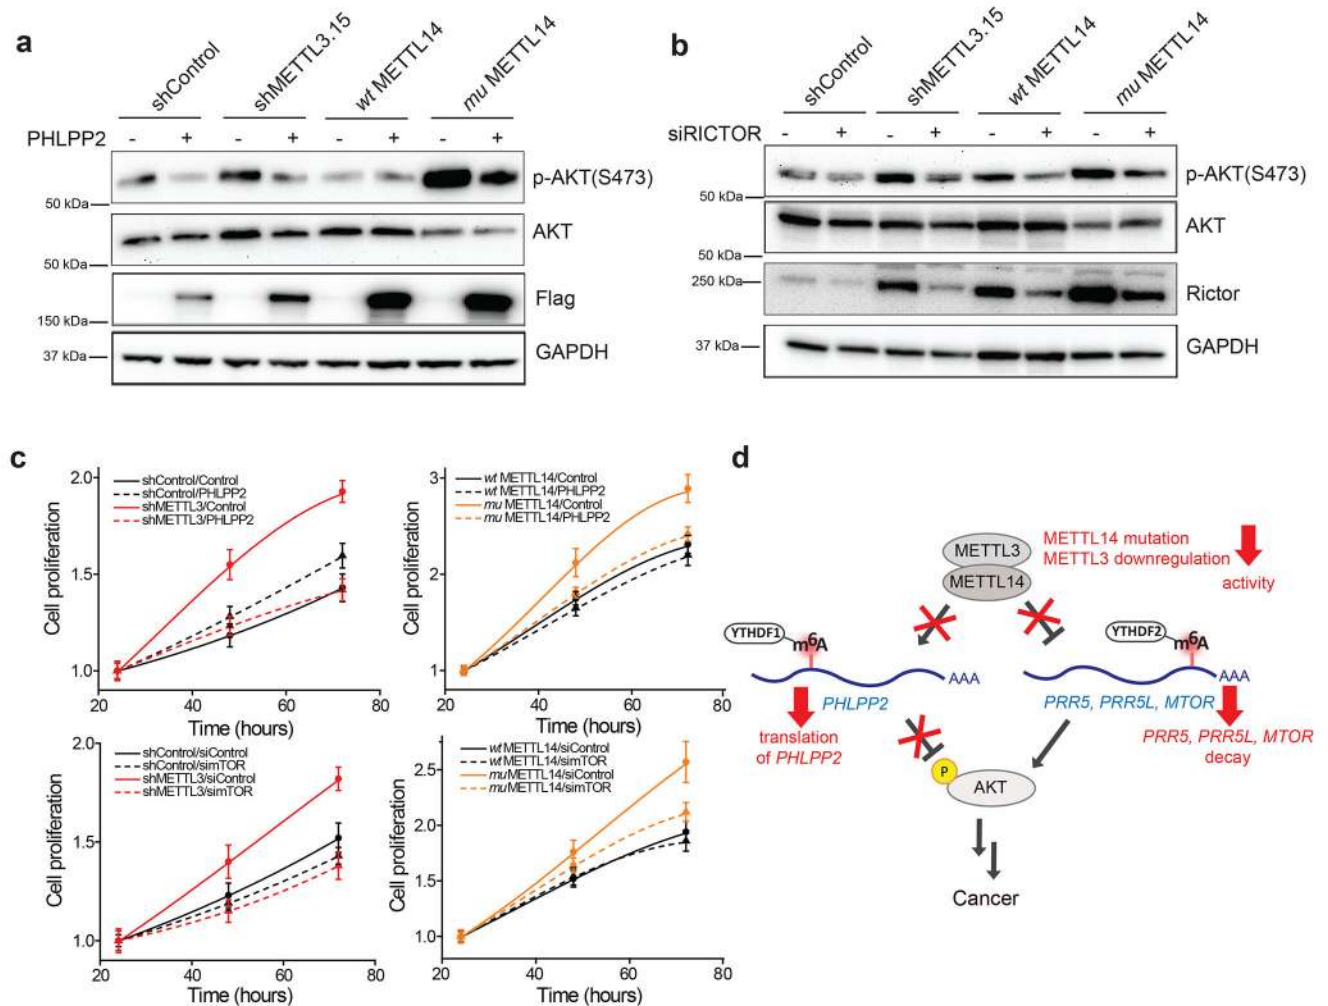 a
shControl
shMETTL3.15
wt METTL14
mu METTL14
PHLPP2 - + - + - + - +
p-AKT(S473)
50 kDa
AKT
50 kDa
Flag
150 kDa
37 kDa
GAPDH
b
shControl
shMETTL3.15
wt METTL14
mu METTL14
siRICTOR - + - + - + - +
p-AKT(S473)
50 kDa
AKT
50 kDa
250 kDa
Rictor
37 kDa
GAPDH
c
2.0
1.5
1.0
Cell proliferation
shControl/Control
shControl/PHLPP2
shMETTL3/Control
shMETTL3/PHLPP2
20 40 60 80
Time (hours)
3
2
1
Cell proliferation
wt METTL14/Control
wt METTL14/PHLPP2
mu METTL14/Control
mu METTL14/PHLPP2
20 40 60 80
Time (hours)
2.0
1.5
1.0
Cell proliferation
shControl/siControl
shControl/simTOR
shMETTL3/siControl
shMETTL3/simTOR
20 40 60 80
Time (hours)
2.5
2.0
1.5
1.0
Cell proliferation
wt METTL14/siControl
wt METTL14/simTOR
mu METTL14/siControl
mu METTL14/simTOR
20 40 60 80
Time (hours)
d
METTL3
METTL14
METTL14 mutation
METTL3 downregulation
activity
YTHDF1
m6A
AAA
PHLPP2
translation
of PHLPP2
YTHDF2
m6A
AAA
PRR5, PRR5L, MTOR
PRR5, PRR5L, MTOR
decay
P
AKT
Cancer